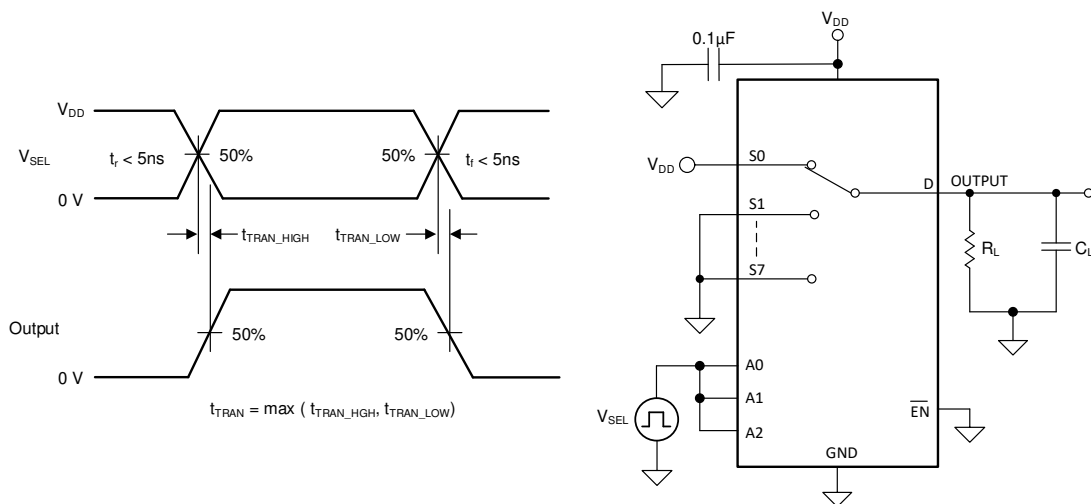 V_DD
V_SEL
t_r < 5ns
50%
50%
t_f < 5ns
0 V
t_TRAN_HIGH
t_TRAN_LOW
Output
50%
50%
0 V
t_TRAN = max ( t_TRAN_HGH, t_TRAN_LOW)
V_DD
0.1µF
V_DD
S0
D
OUTPUT
S1
R_L
C_L
S7
A0
A1
V_SEL
A2
EN
GND